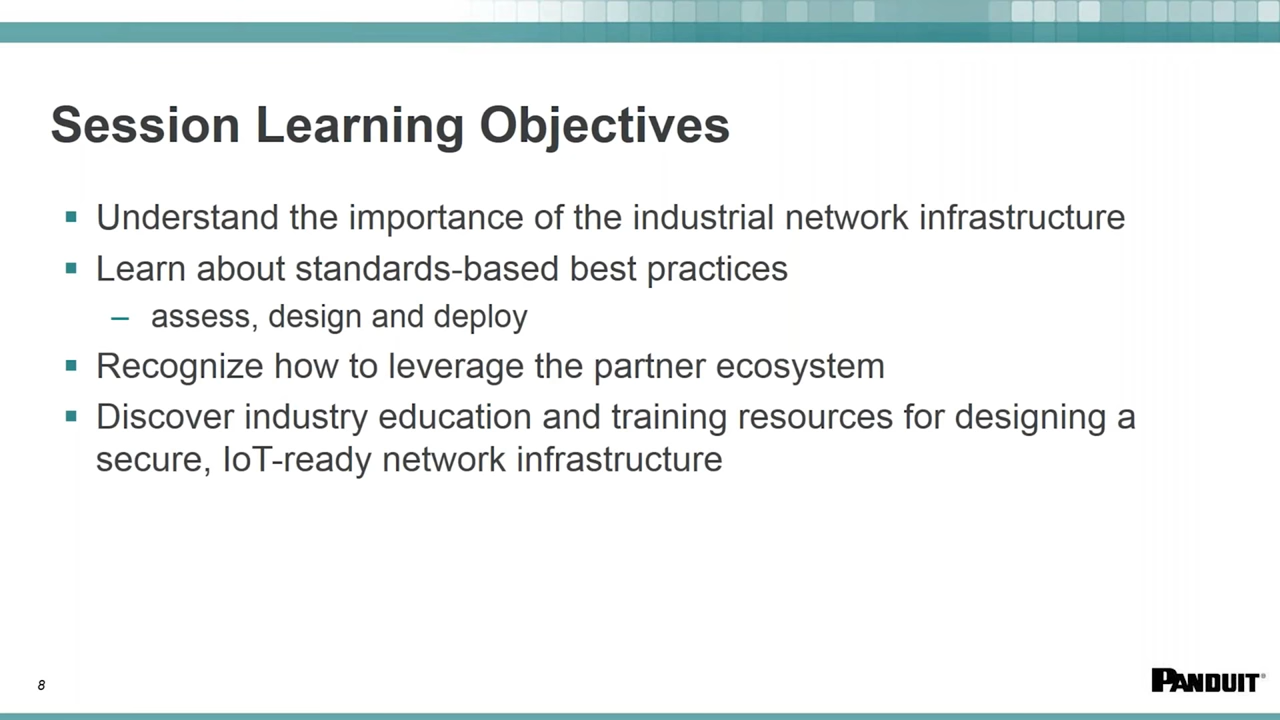 Session Learning Objectives
▪ Understand the importance of the industrial network infrastructure
▪ Learn about standards-based best practices
– assess, design and deploy
▪ Recognize how to leverage the partner ecosystem
▪ Discover industry education and training resources for designing a
secure, IoT-ready network infrastructure
8
PANDUIT®